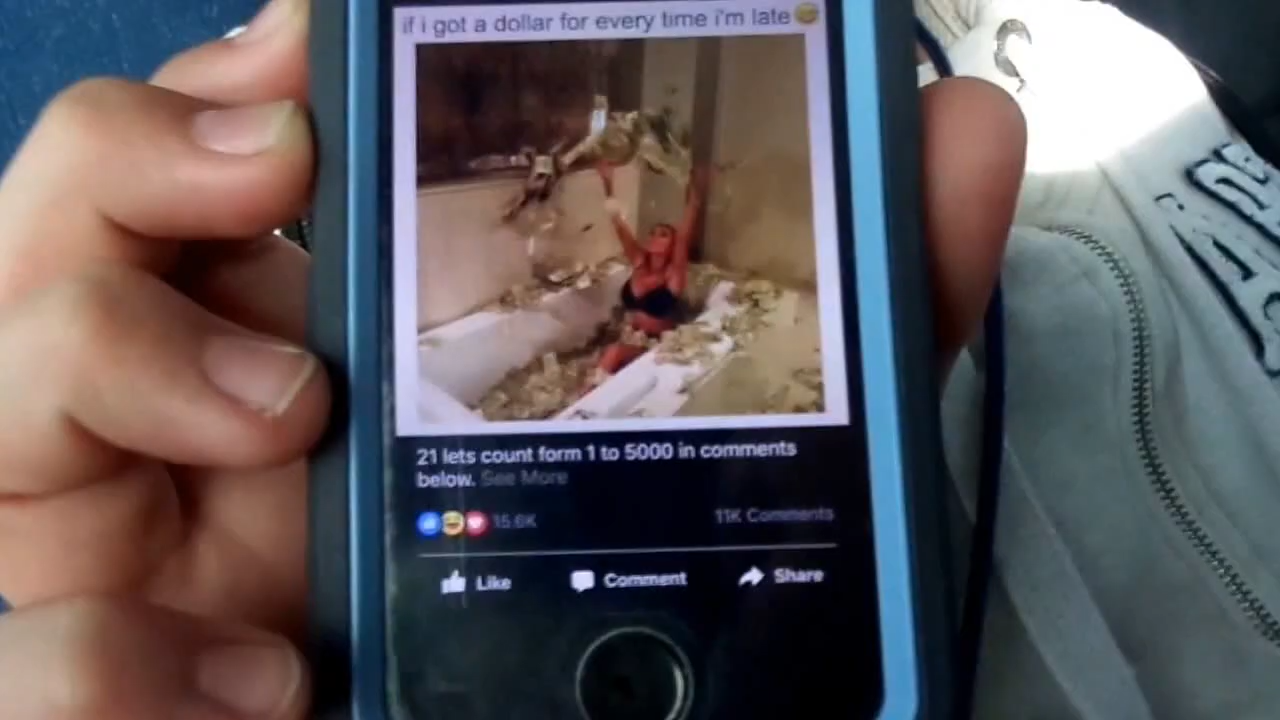 if i got a dollar for every time i'm late😅
21 lets count form 1 to 5000 in comments
below. See More
15.6K
11K Comments
Like
Comment
Share